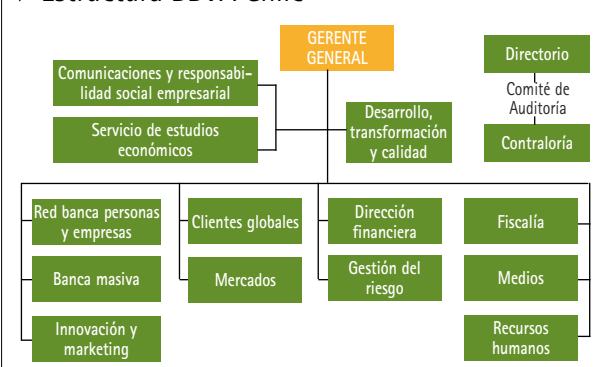 Estructura BBVA Chile
GERENTE
GENERAL
Comunicaciones y responsabi-
lidad social empresarial
Servicio de estudios
económicos
Desarrollo,
transformación
y calidad
Directorio
Comité de
Auditoría
Contraloría
Red banca personas
y empresas
Banca masiva
Innovación y
marketing
Clientes globales
Mercados
Dirección
financiera
Gestión del
riesgo
Fiscalía
Medios
Recursos
humanos